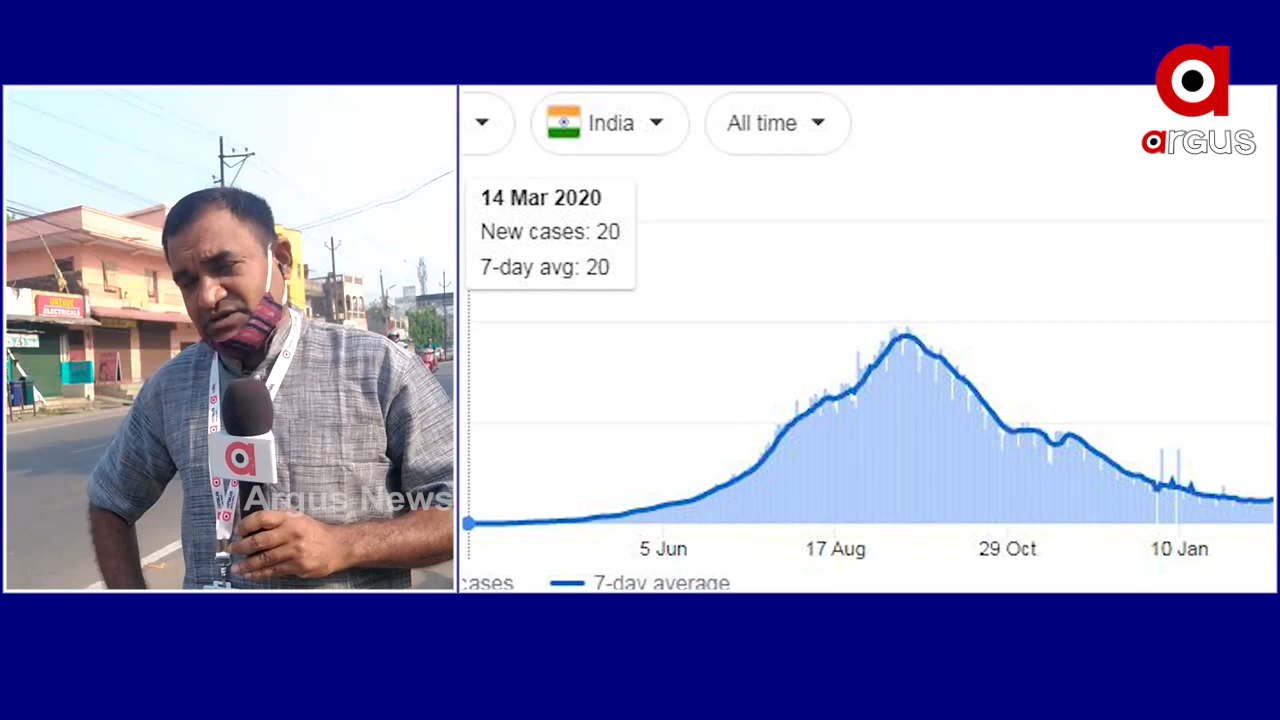 India
All time
argus
14 Mar 2020
New cases: 20
7-day avg: 20
UNIQUE
ELECTRICALS
a
Argus News
5 Jun
17 Aug
29 Oct
10 Jan
cases
7-day average